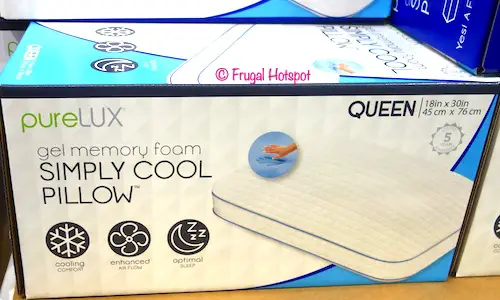 © Frugal Hotspot
pureLUX
QUEEN
18in x 30in
45 cm x 76 cm
5
gel memory foam
SIMPLY COOL
PILLOW™
cooling
COMFORT
enhanced
AIR FLOW
optimal
SLEEP